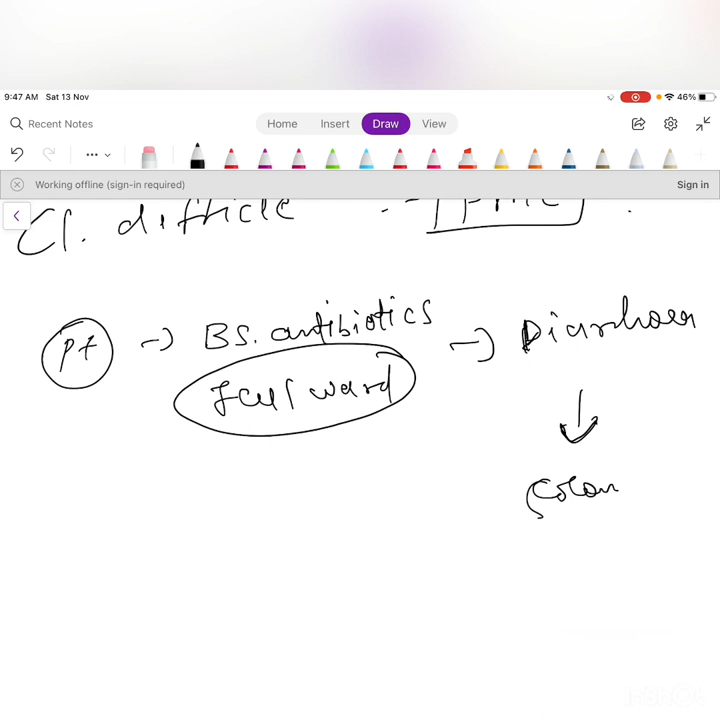 9:47 AM Sat 13 Nov
46%
Recent Notes
Home Insert Draw View
Working offline (sign-in required)
Sign in
Cl. difficile
Pt → BS. antibiotics → Diarrhoea
ward
↓
Colon